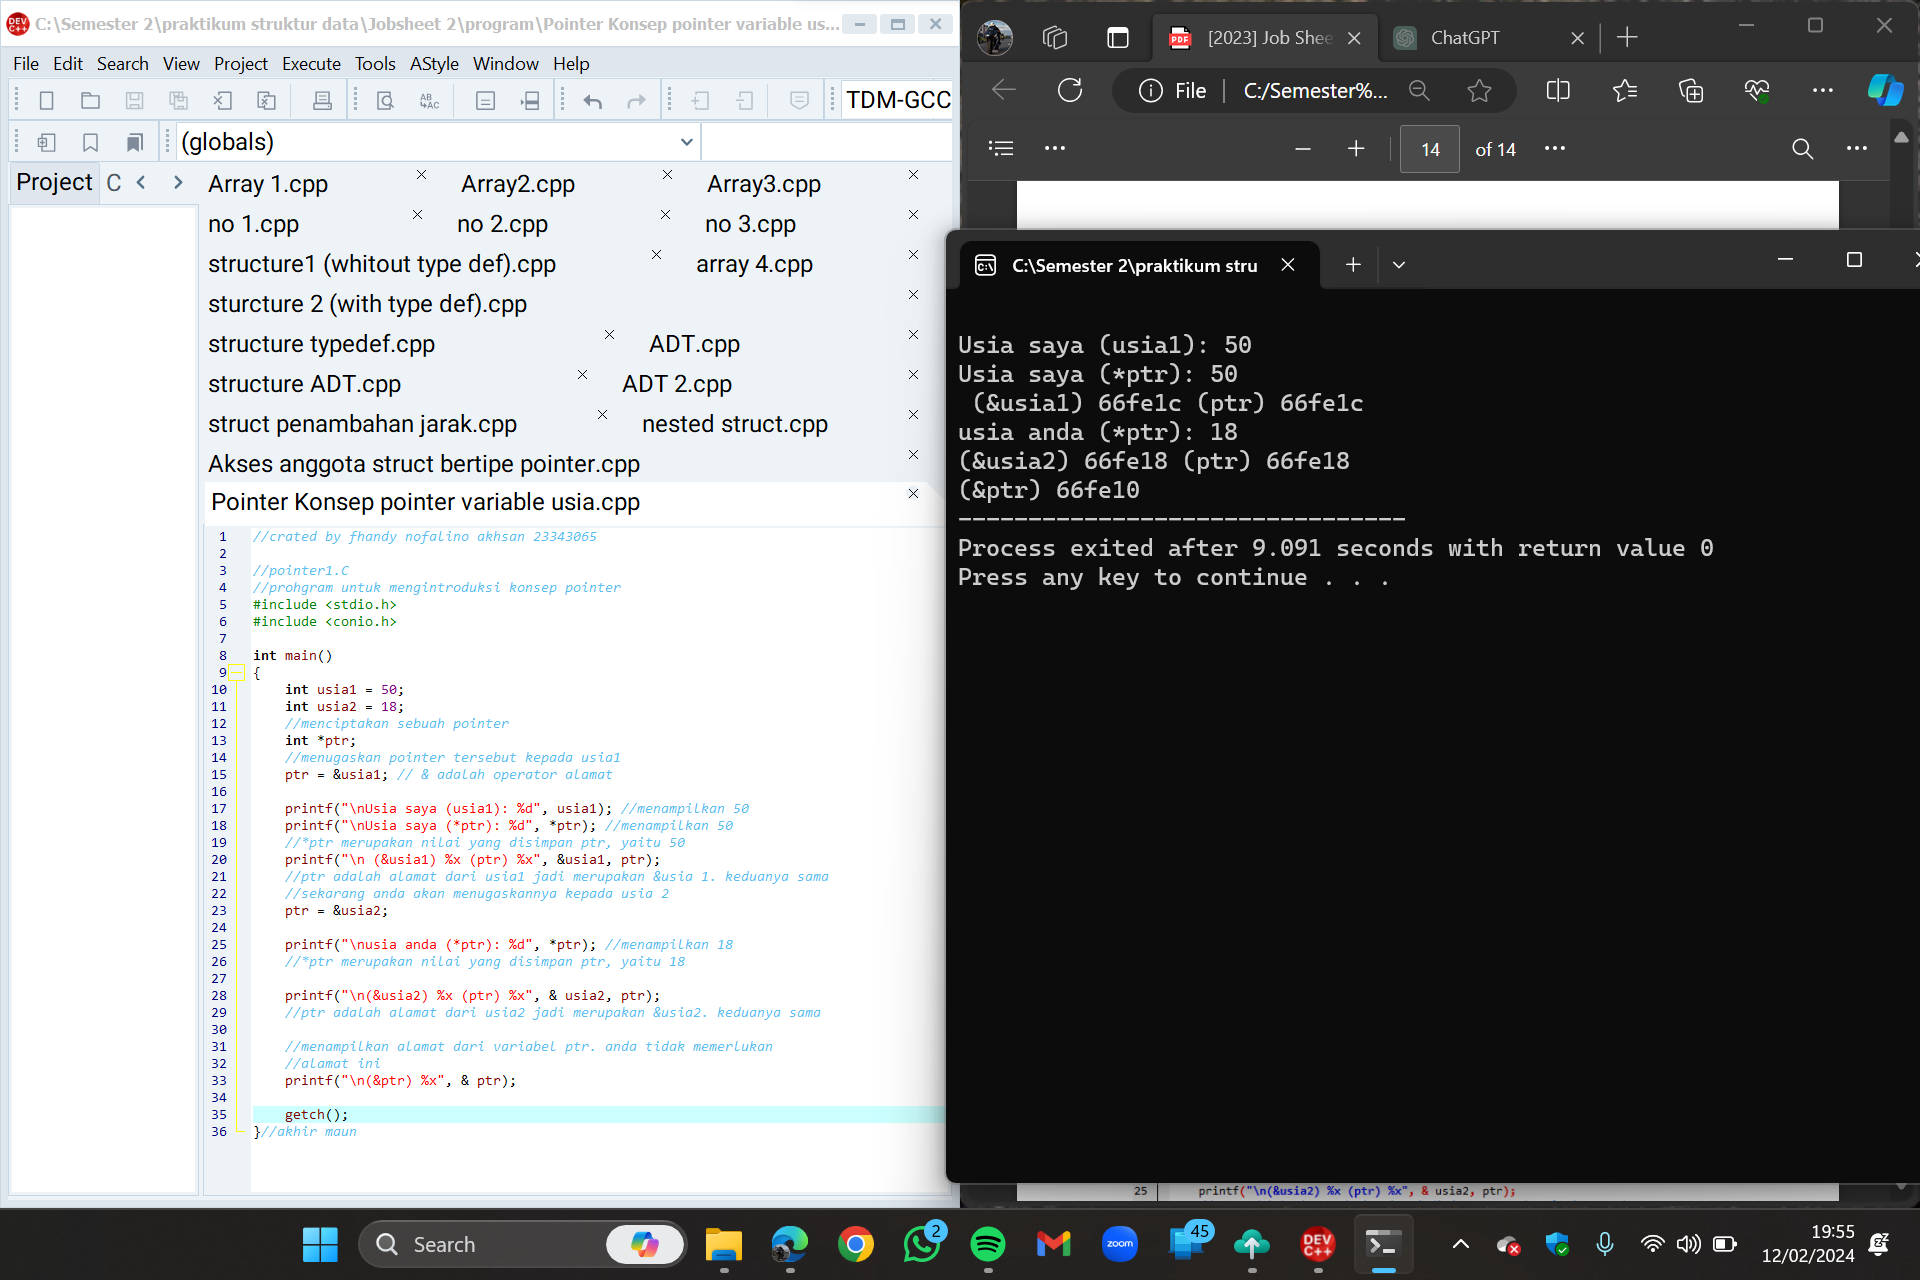 C:\Semester 2\praktikum struktur data\Jobsheet 2\program\Pointer Konsep pointer variable us...
File Edit Search View Project Execute Tools AStyle Window Help
TDM-GCC
(globals)
Project C
Array 1.cpp Array2.cpp Array3.cpp
no 1.cpp no 2.cpp no 3.cpp
structure1 (whitout type def).cpp array 4.cpp
sturcture 2 (with type def).cpp
structure typedef.cpp ADT.cpp
structure ADT.cpp ADT 2.cpp
struct penambahan jarak.cpp nested struct.cpp
Akses anggota struct bertipe pointer.cpp
Pointer Konsep pointer variable usia.cpp
1 //crated by fhandy nofalino akhsan 23343065
2
3 //pointer1.C
4 //prohgram untuk mengintroduksi konsep pointer
5 #include <stdio.h>
6 #include <conio.h>
7
8 int main()
9 {
10 int usia1 = 50;
11 int usia2 = 18;
12 //menciptakan sebuah pointer
13 int *ptr;
14 //menugaskan pointer tersebut kepada usia1
15 ptr = &usia1; // & adalah operator alamat
16
17 printf("\nUsia saya (usia1): %d", usia1); //menampilkan 50
18 printf("\nUsia saya (*ptr): %d", *ptr); //menampilkan 50
19 //*ptr merupakan nilai yang disimpan ptr, yaitu 50
20 printf("\n (&usia1) %x (ptr) %x", &usia1, ptr);
21 //ptr adalah alamat dari usia1 jadi merupakan &usia 1. keduanya sama
22 //sekarang anda akan menugaskannya kepada usia 2
23 ptr = &usia2;
24
25 printf("\nusia anda (*ptr): %d", *ptr); //menampilkan 18
26 //*ptr merupakan nilai yang disimpan ptr, yaitu 18
27
28 printf("\n(&usia2) %x (ptr) %x", & usia2, ptr);
29 //ptr adalah alamat dari usia2 jadi merupakan &usia2. keduanya sama
30
31 //menampilkan alamat dari variabel ptr. anda tidak memerlukan
32 //alamat ini
33 printf("\n(&ptr) %x", & ptr);
34
35 getch();
36 }//akhir maun
[2023] Job Shee
ChatGPT
File C:/Semester%...
14 of 14
C:\Semester 2\praktikum stru
Usia saya (usia1): 50
Usia saya (*ptr): 50
(&usia1) 66fe1c (ptr) 66fe1c
usia anda (*ptr): 18
(&usia2) 66fe18 (ptr) 66fe18
(&ptr) 66fe10
--------------------------------
Process exited after 9.091 seconds with return value 0
Press any key to continue . . .
25 printf("\n(&usia2) %x (ptr) %x", & usia2, ptr);
Search
2
zoom
45
DEV C++
19:55
12/02/2024